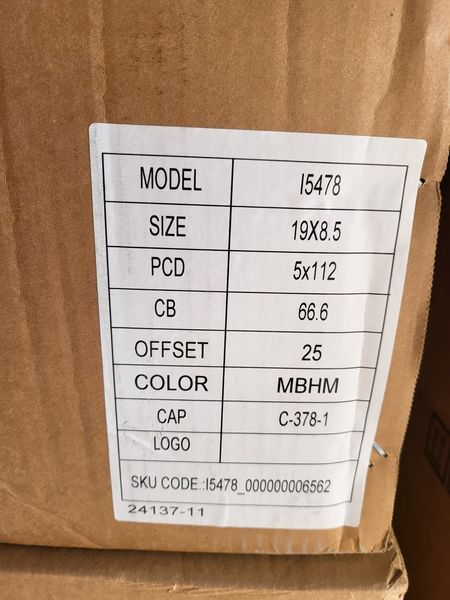 MODEL I5478
SIZE 19X8.5
PCD 5x112
CB 66.6
OFFSET 25
COLOR MBHM
CAP C-378-1
LOGO
SKU CODE.:I5478_000000006562
24137-11